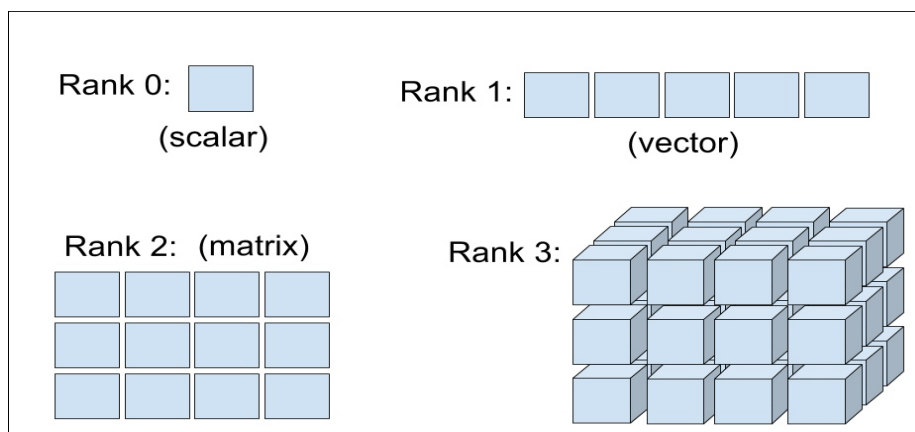 Rank 0:
(scalar)
Rank 1:
(vector)
Rank 2: (matrix)
Rank 3: